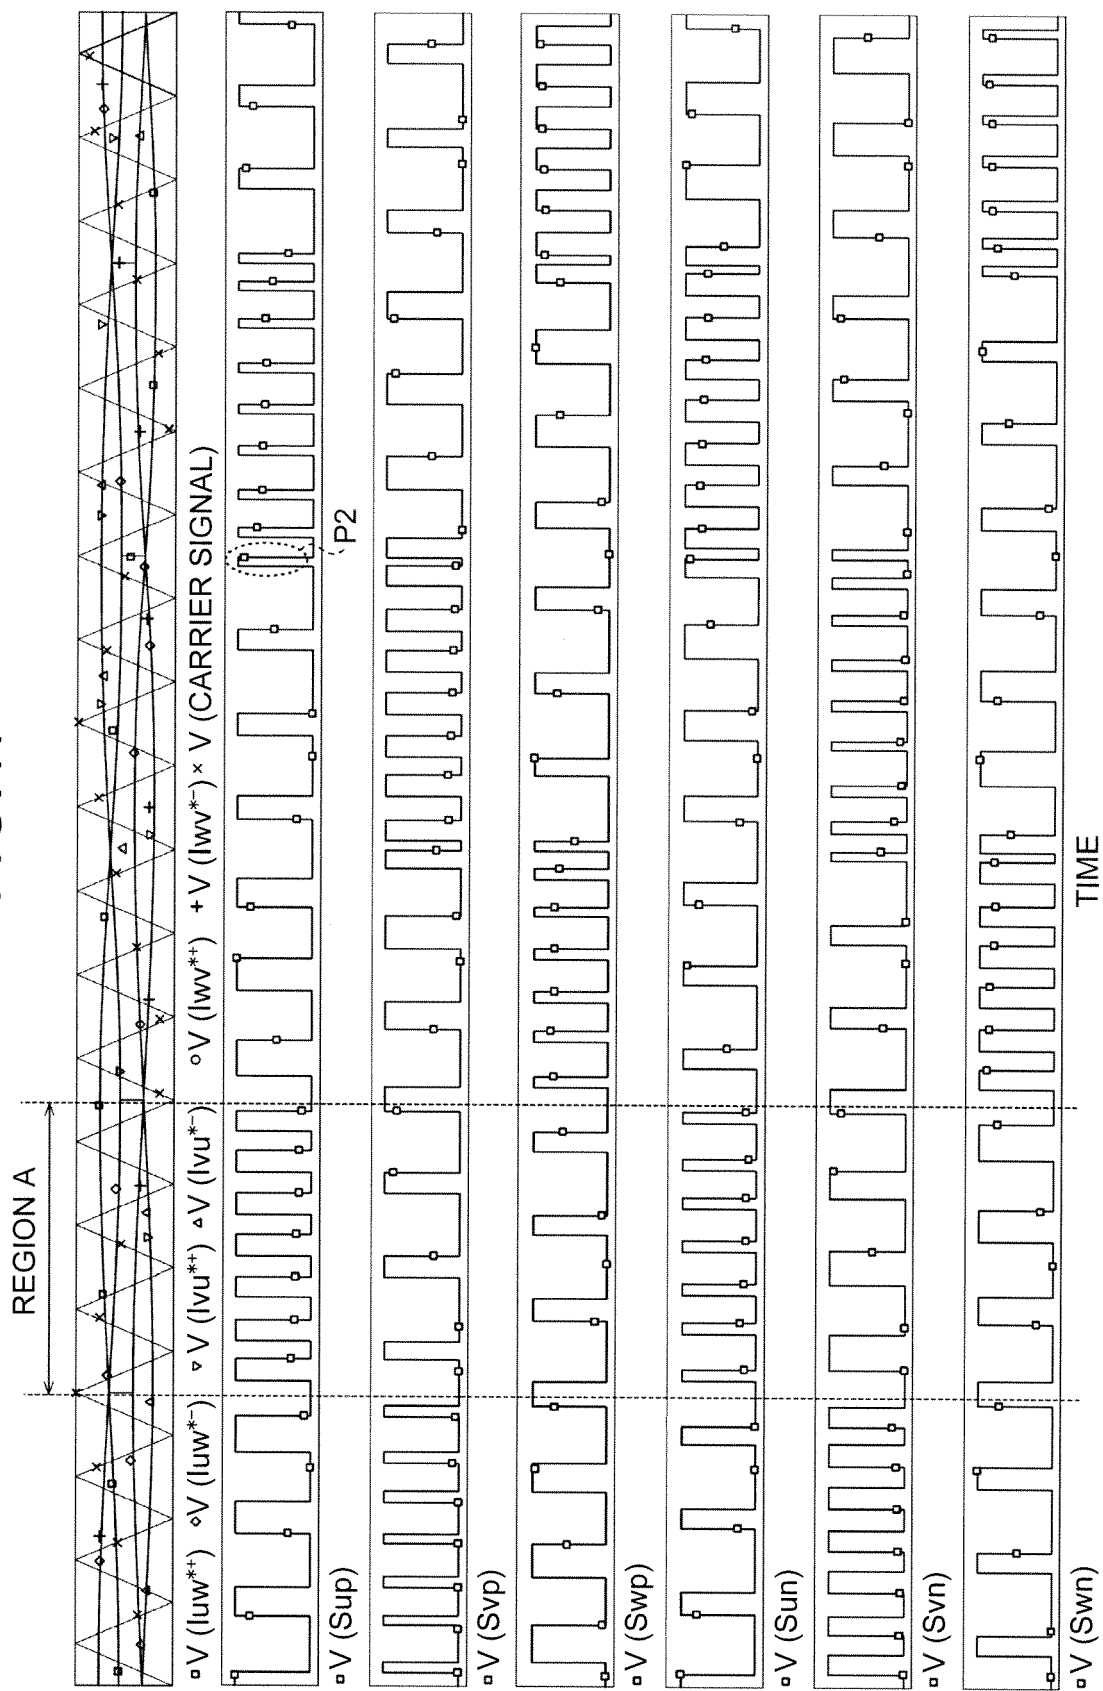 REGION A
V (Iuw*+) V (Iuw*-) V (Ivu*+) V (Ivu*-) V (Iwv*+) V (Iwv*-) V (CARRIER SIGNAL)
P2
V (Sup)
V (Svp)
V (Swp)
V (Sun)
V (Svn)
V (Swn)
TIME